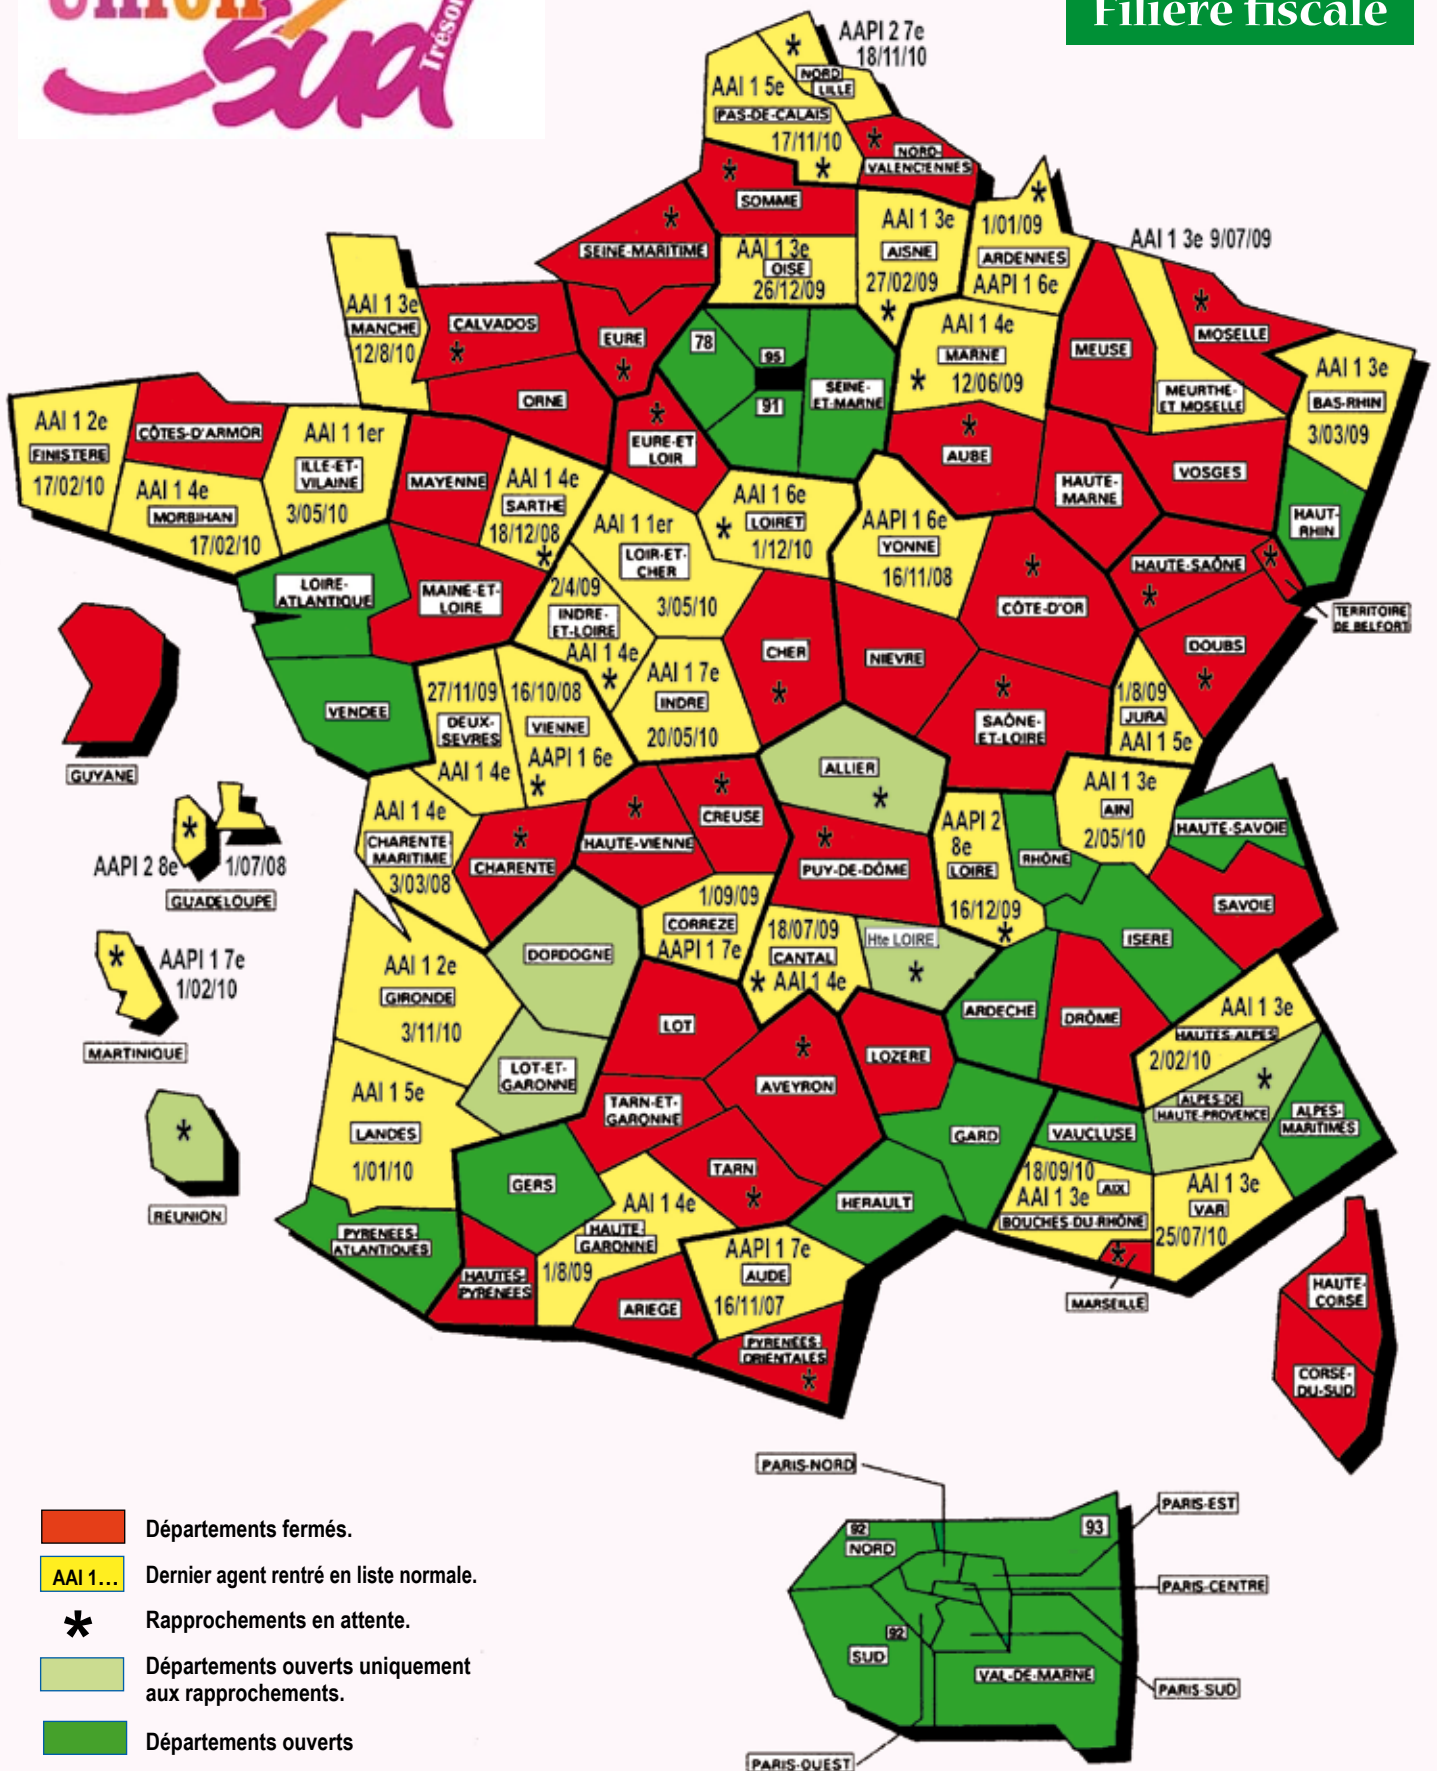 Union
Sud
Trésor
Filière fiscale
AAPI 2 7e
18/11/10
NORD
LILLE
AAI 1 5e
PAS-DE-CALAIS
17/11/10
NORD-
VALENCIENNES
SOMME
SEINE-MARITIME
AAI 1 3e
OISE
26/12/09
AAI 1 3e
AISNE
27/02/09
1/01/09
ARDENNES
AAPI 1 6e
AAI 1 3e 9/07/09
AAI 1 3e
MANCHE
12/8/10
CALVADOS
EURE
78
95
91
SEINE-
ET-MARNE
AAI 1 4e
MARNE
12/06/09
MEUSE
MOSELLE
MEURTHE-
ET MOSELLE
AAI 1 3e
BAS-RHIN
3/03/09
ORNE
AAI 1 2e
FINISTERE
17/02/10
CÔTES-D'ARMOR
AAI 1 1er
ILLE-ET-
VILAINE
3/05/10
AAI 1 4e
MORBIHAN
17/02/10
MAYENNE
AAI 1 4e
SARTHE
18/12/08
EURE-ET
LOIR
AUBE
HAUTE-
MARNE
VOSGES
HAUT-
RHIN
AAI 1 6e
LOIRET
1/12/10
AAI 1 1er
LOIR-ET-
CHER
3/05/10
AAPI 1 6e
YONNE
16/11/08
CÔTE-D'OR
HAUTE-SAÔNE
TERRITOIRE
DE BELFORT
LOIRE-
ATLANTIQUE
MAINE-ET-
LOIRE
2/4/09
INDRE-
ET-LOIRE
AAI 1 4e
CHER
NIEVRE
DOUBS
VENDEE
27/11/09
DEUX-
SEVRES
AAI 1 4e
16/10/08
VIENNE
AAPI 1 6e
AAI 1 7e
INDRE
20/05/10
SAÔNE-
ET-LOIRE
1/8/09
JURA
AAI 1 5e
GUYANE
ALLIER
AAI 1 3e
AIN
2/05/10
HAUTE-SAVOIE
AAI 1 4e
CHARENTE-
MARITIME
3/03/08
CHARENTE
HAUTE-VIENNE
CREUSE
PUY-DE-DÔME
AAPI 2
8e
LOIRE
16/12/09
RHÔNE
SAVOIE
AAPI 2 8e
1/07/08
GUADELOUPE
1/09/09
CORREZE
AAPI 1 7e
18/07/09
CANTAL
AAI 1 4e
Hte LOIRE
ISERE
DORDOGNE
AAPI 1 7e
1/02/10
MARTINIQUE
AAI 1 2e
GIRONDE
3/11/10
LOT
ARDECHE
DRÔME
AAI 1 3e
HAUTES-ALPES
2/02/10
LOT-ET-
GARONNE
AVEYRON
LOZERE
ALPES-DE
HAUTE-PROVENCE
ALPES-
MARITIMES
AAI 1 5e
LANDES
1/01/10
TARN-ET-
GARONNE
GARD
VAUCLUSE
REUNION
GERS
TARN
HERAULT
18/09/10
AAI 1 3e
AIX
BOUCHES-DU-RHÔNE
AAI 1 3e
VAR
25/07/10
PYRENEES-
ATLANTIQUES
AAI 1 4e
HAUTE-
GARONNE
1/8/09
AAPI 1 7e
AUDE
16/11/07
HAUTES-
PYRENEES
ARIEGE
MARSEILLE
HAUTE-
CORSE
PYRENEES-
ORIENTALES
CORSE-
DU-SUD
PARIS-NORD
PARIS-EST
92
NORD
93
PARIS-CENTRE
92
SUD
VAL-DE-MARNE
PARIS-SUD
PARIS-OUEST
Départements fermés.
AAI 1... Dernier agent rentré en liste normale.
* Rapprochements en attente.
Départements ouverts uniquement
aux rapprochements.
Départements ouverts